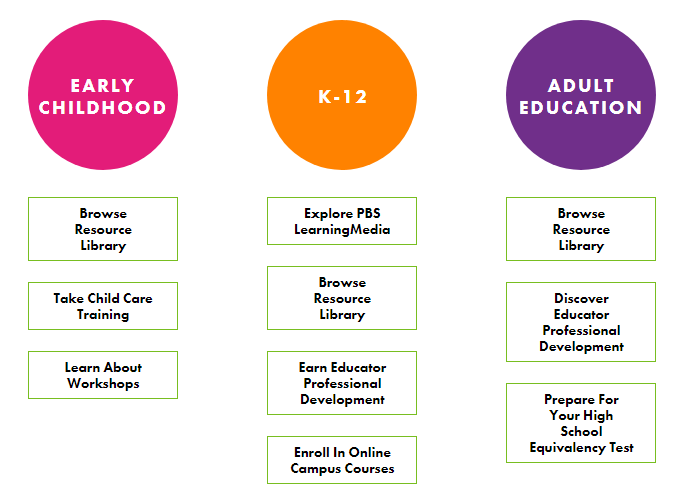 EARLY
CHILDHOOD
Browse
Resource
Library
Take Child Care
Training
Learn About
Workshops
K-12
Explore PBS
LearningMedia
Browse
Resource
Library
Earn Educator
Professional
Development
Enroll In Online
Campus Courses
ADULT
EDUCATION
Browse
Resource
Library
Discover
Educator
Professional
Development
Prepare For
Your High
School
Equivalency Test